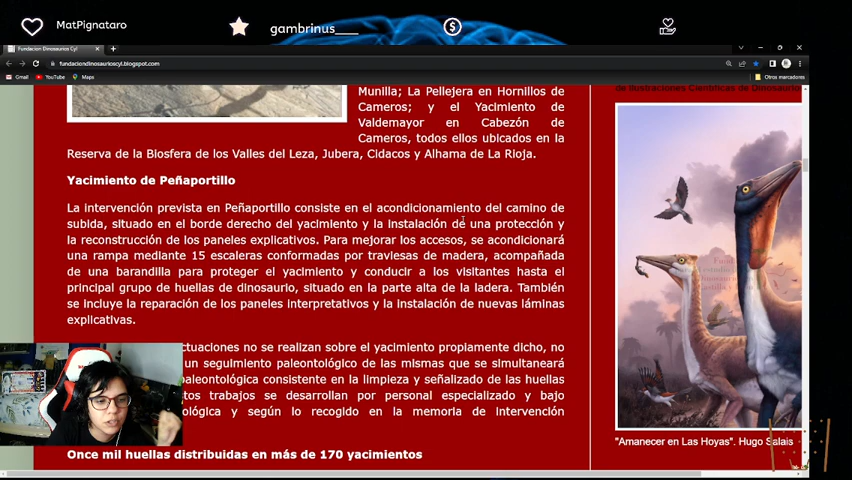 MatPignataro
gambrinus____
Fundacion Dinosaurios Cyl
fundaciondinosaurioscyl.blogspot.com
Gmail
YouTube
Maps
Otros marcadores
de Ilustraciones Científicas de Dinosaurios
Munilla; La Pellejera en Hornillos de
Cameros; y el Yacimiento de
Valdemayor en Cabezón de
Cameros, todos ellos ubicados en la
Reserva de la Biosfera de los Valles del Leza, Jubera, Cidacos y Alhama de La Rioja.
Yacimiento de Peñaportillo
La intervención prevista en Peñaportillo consiste en el acondicionamiento del camino de
subida, situado en el borde derecho del yacimiento y la instalación de una protección y
la reconstrucción de los paneles explicativos. Para mejorar los accesos, se acondicionará
una rampa mediante 15 escaleras conformadas por traviesas de madera, acompañada
de una barandilla para proteger el yacimiento y conducir a los visitantes hasta el
principal grupo de huellas de dinosaurio, situado en la parte alta de la ladera. También
se incluye la reparación de los paneles interpretativos y la instalación de nuevas láminas
explicativas.
ctuaciones no se realizan sobre el yacimiento propiamente dicho, no
un seguimiento paleontológico de las mismas que se simultaneará
paleontológica consistente en la limpieza y señalizado de las huellas
tos trabajos se desarrollan por personal especializado y bajo
ológica y según lo recogido en la memoria de intervención
Once mil huellas distribuidas en más de 170 yacimientos
"Amanecer en Las Hoyas". Hugo Salais